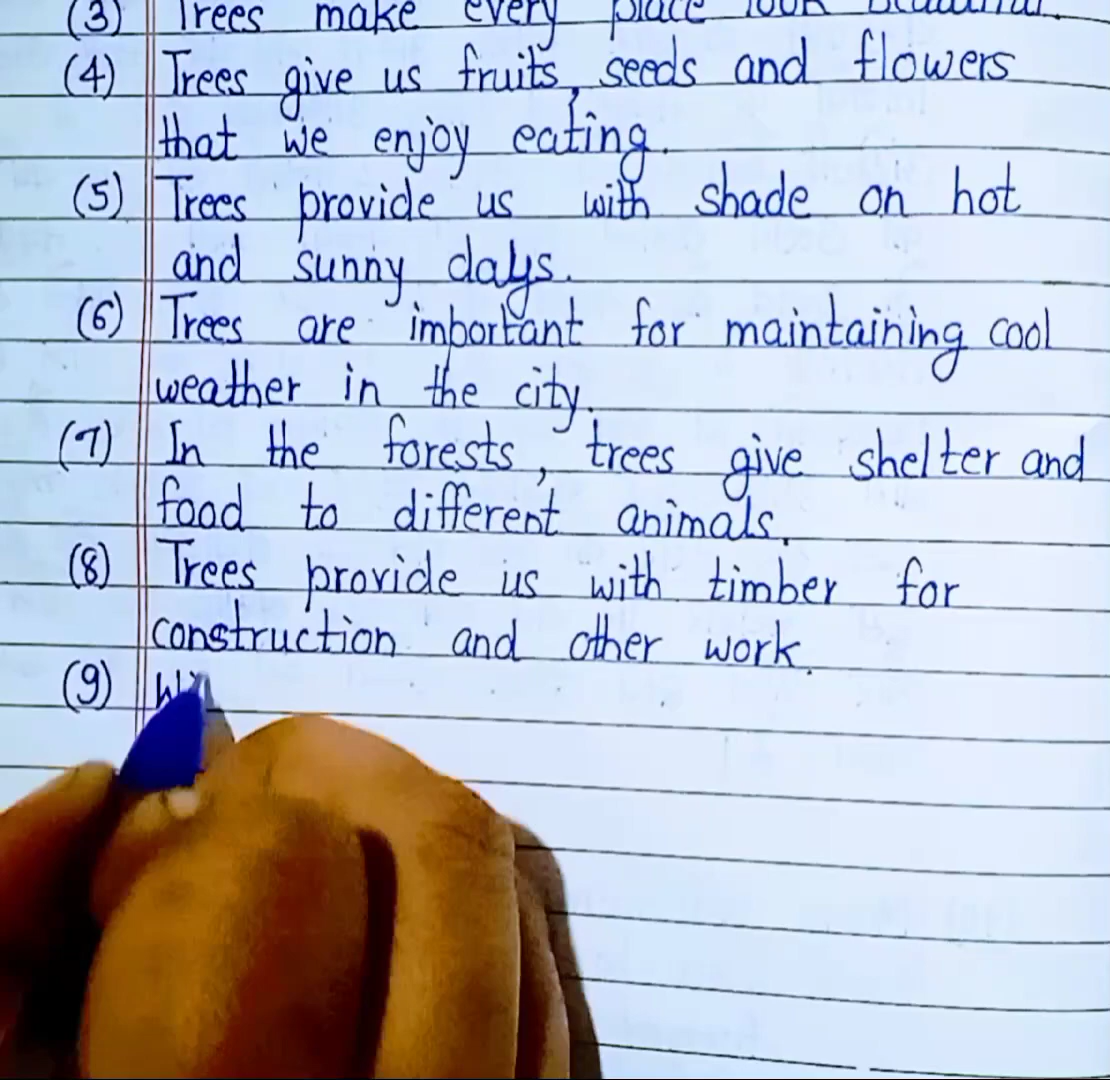 (3) Trees make every place look beautiful.
(4) Trees give us fruits, seeds and flowers
that we enjoy eating.
(5) Trees provide us with shade on hot
and sunny days.
(6) Trees are important for maintaining cool
weather in the city.
(7) In the forests, trees give shelter and
food to different animals.
(8) Trees provide us with timber for
construction and other work.
(9)